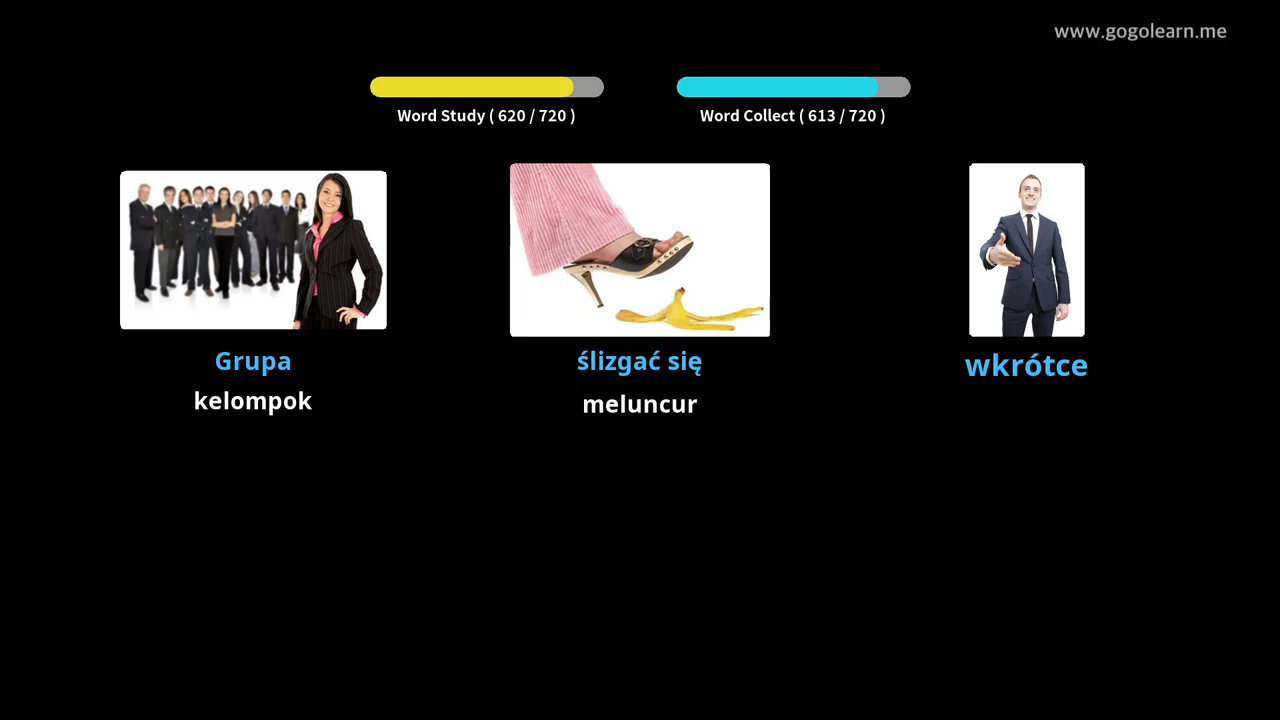 www.gogolearn.me
Word Study ( 620 / 720 )
Word Collect ( 613 / 720 )
Grupa
kelompok
ślizgać się
meluncur
wkrótce